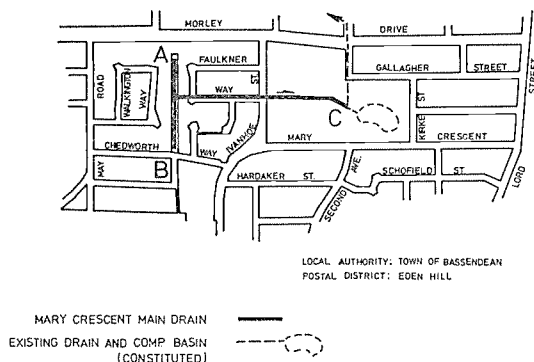 MORLEY DRIVE
A
FAULKNER
GALLAGHER STREET
ROAD
WALKINGTON WAY
ST.
WAY
STREET
C
ST
KIRKE
MARY CRESCENT
CHEDWORTH WAY
IVANHOE
MAY
B
HARDAKER ST.
AVE.
SECOND
SCHOFIELD ST.
LORD
LOCAL AUTHORITY: TOWN OF BASSENDEAN
POSTAL DISTRICT: EDEN HILL
MARY CRESCENT MAIN DRAIN
EXISTING DRAIN AND COMP BASIN
(CONSTITUTED)